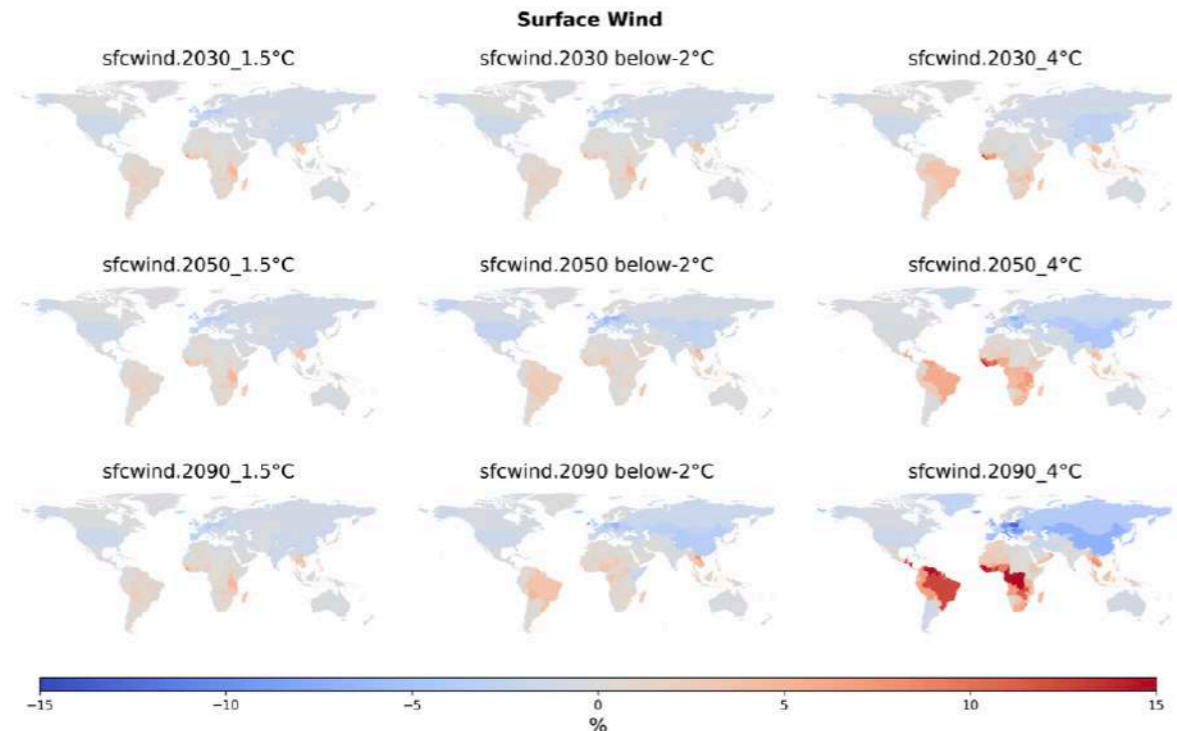 Surface Wind
sfcwind.2030_1.5°C
sfcwind.2030 below-2°C
sfcwind.2030_4°C
sfcwind.2050_1.5°C
sfcwind.2050 below-2°C
sfcwind.2050_4°C
sfcwind.2090_1.5°C
sfcwind.2090 below-2°C
sfcwind.2090_4°C
−15 −10 −5 0 5 10 15
%